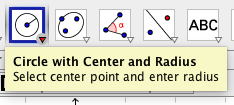 α
ABC
Circle with Center and Radius
Select center point and enter radius